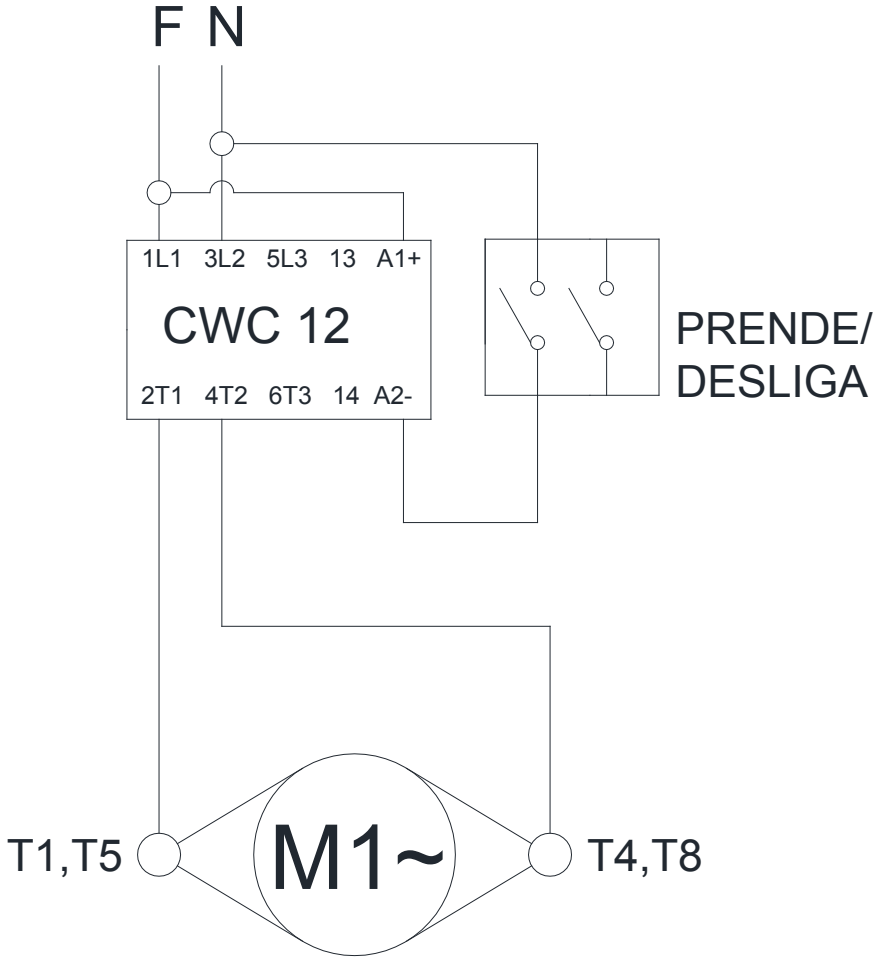 F N
1L1 3L2 5L3 13 A1+
CWC 12
2T1 4T2 6T3 14 A2-
PRENDE/
DESLIGA
T1,T5
M1~
T4,T8